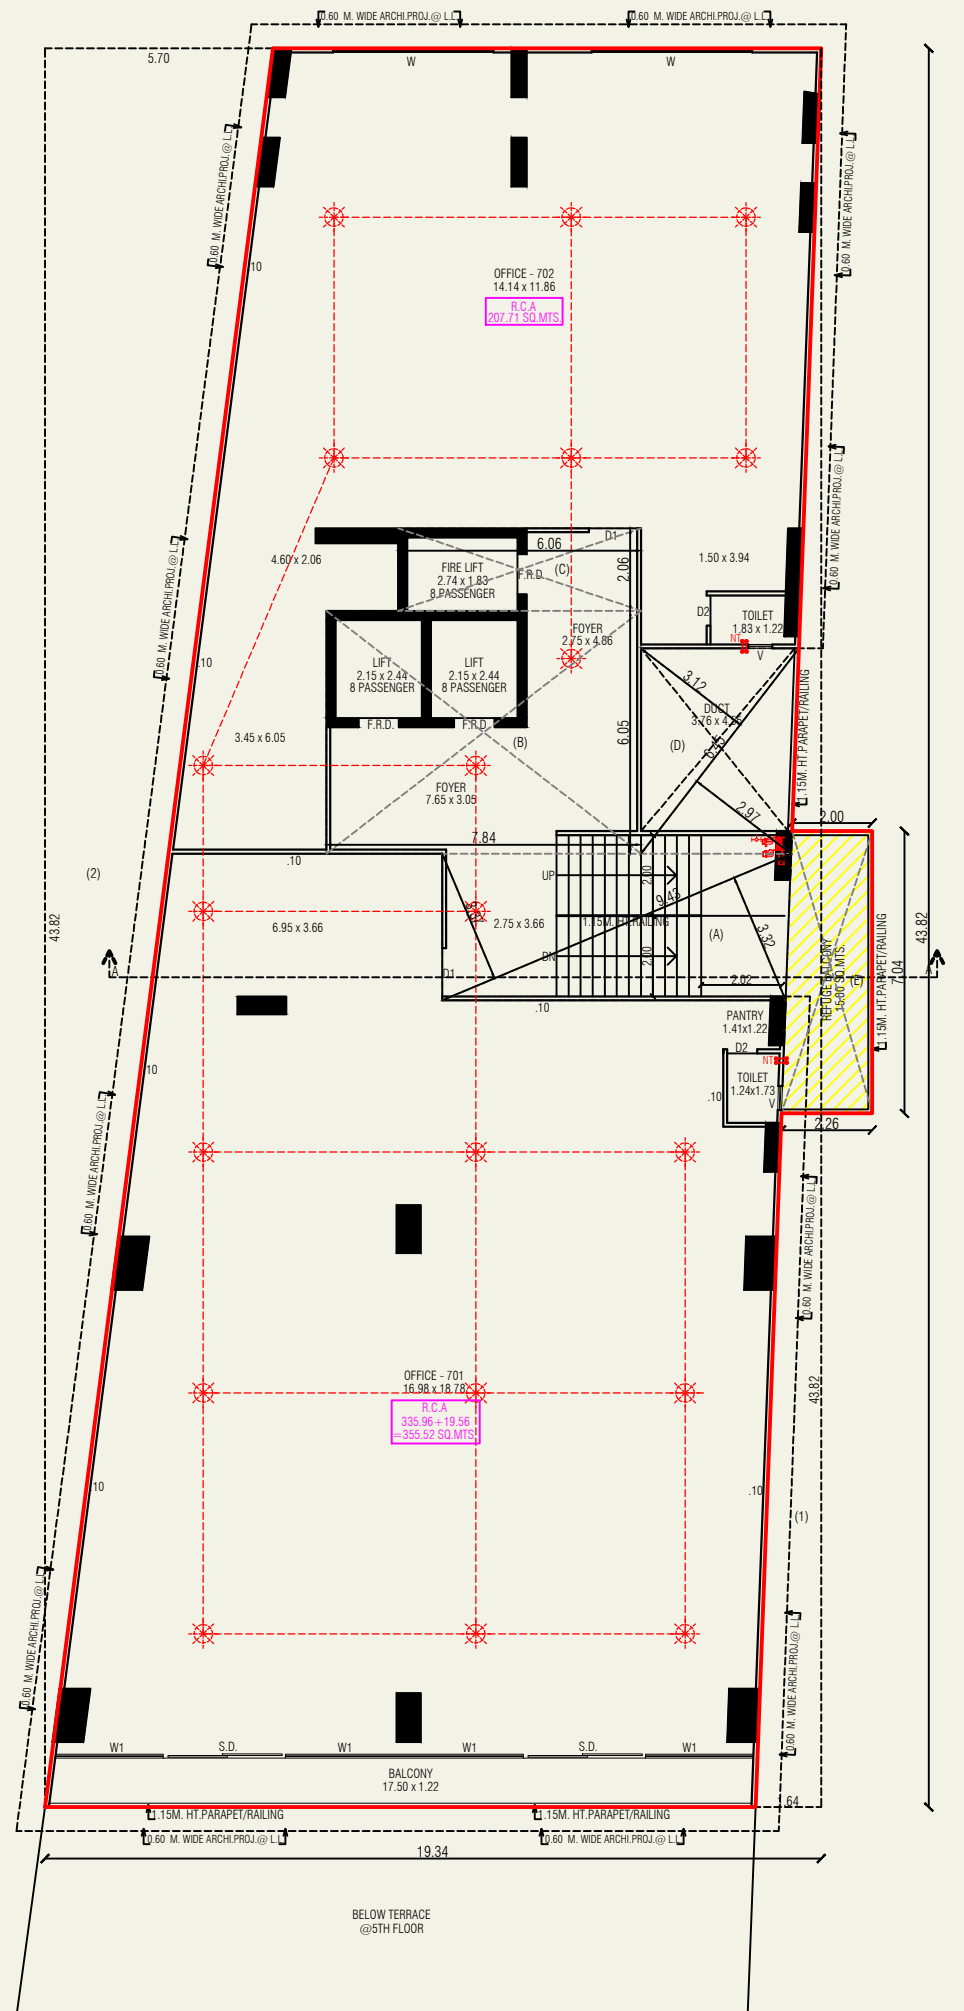 0.60 M. WIDE ARCHI.PROJ.@ L.L.
0.60 M. WIDE ARCHI.PROJ.@ L.L.
5.70
W
W
0.60 M. WIDE ARCHI.PROJ.@ L.L.
0.60 M. WIDE ARCHI.PROJ.@ L.L.
.10
OFFICE - 702
14.14 x 11.86
R.C.A
207.71 SQ.MTS.
0.60 M. WIDE ARCHI.PROJ.@ L.L.
0.60 M. WIDE ARCHI.PROJ.@ L.L.
4.60 x 2.06
6.06
D1
2.06
1.50 x 3.94
FIRE LIFT
2.74 x 1.83
8 PASSENGER
F.R.D.
(C)
D2
TOILET
1.83 x 1.22
NT
V
FOYER
2.75 x 4.86
.10
LIFT
2.15 x 2.44
8 PASSENGER
LIFT
2.15 x 2.44
8 PASSENGER
F.R.D.
F.R.D.
3.12
DUCT
(D)
3.45 x 6.05
(B)
6.05
1.15M. HT.PARAPET/RAILING
FOYER
7.65 x 3.05
2.97
2.00
7.84
.10
(2)
43.82
UP
2.00
9.43
6.95 x 3.66
2.75 x 3.66
1.15M. HT.RAILING
(A)
3.32
DN
2.00
D1
2.02
A
A
REFUGE BALCONY
15.00 SQ.MTS.
(E)
1.15M. HT.PARAPET/RAILING
7.04
43.82
.10
PANTRY
1.41x1.22
D2
NT
TOILET
1.24x1.73
V
.10
2.26
.10
0.60 M. WIDE ARCHI.PROJ.@ L.L.
0.60 M. WIDE ARCHI.PROJ.@ L.L.
OFFICE - 701
16.98 x 18.78
R.C.A
335.96+19.56
=355.52 SQ.MTS.
43.82
.10
.10
(1)
0.60 M. WIDE ARCHI.PROJ.@ L.L.
0.60 M. WIDE ARCHI.PROJ.@ L.L.
W1
S.D.
W1
W1
S.D.
W1
BALCONY
17.50 x 1.22
1.64
1.15M. HT.PARAPET/RAILING
1.15M. HT.PARAPET/RAILING
0.60 M. WIDE ARCHI.PROJ.@ L.L.
0.60 M. WIDE ARCHI.PROJ.@ L.L.
19.34
BELOW TERRACE
@5TH FLOOR